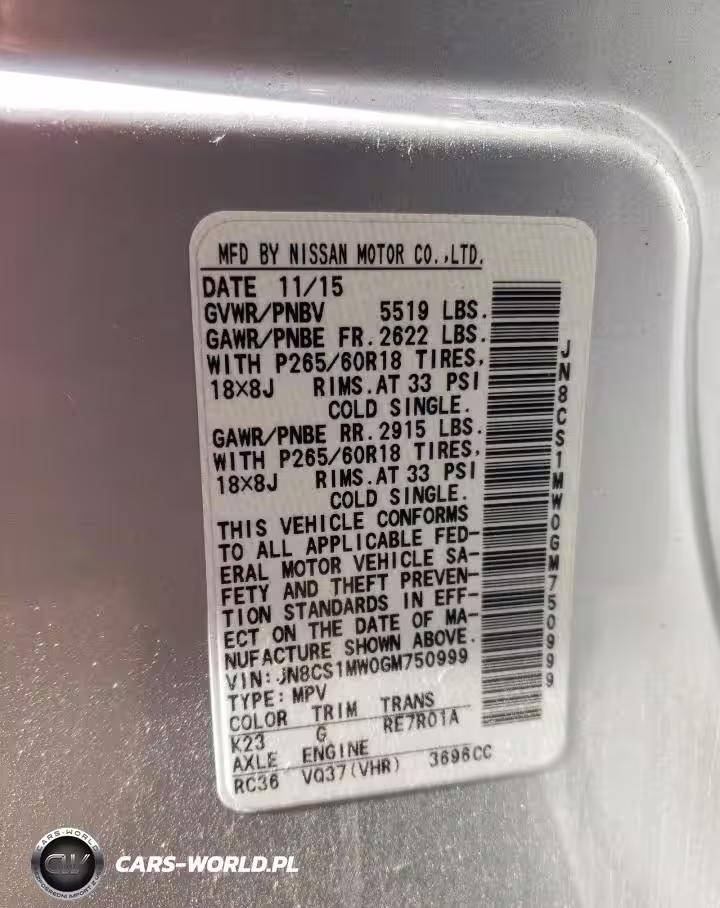 MFD BY NISSAN MOTOR CO.,LTD.
DATE 11/15
GVWR/PNBV 5519 LBS.
GAWR/PNBE FR.2622 LBS.
WITH P265/60R18 TIRES,
18×8J RIMS.AT 33 PSI
COLD SINGLE.
GAWR/PNBE RR.2915 LBS.
WITH P265/60R18 TIRES,
18×8J RIMS.AT 33 PSI
COLD SINGLE.
THIS VEHICLE CONFORMS
TO ALL APPLICABLE FED-
ERAL MOTOR VEHICLE SA-
FETY AND THEFT PREVEN-
TION STANDARDS IN EFF-
ECT ON THE DATE OF MA-
NUFACTURE SHOWN ABOVE.
VIN:JN8CS1MW0GM750999
TYPE:MPV
COLOR TRIM TRANS
K23 G RE7R01A
AXLE ENGINE
RC36 VQ37(VHR) 3696CC
JN8CS1MW0GM750999
CARS-WORLD
CW
CARS-WORLD.PL